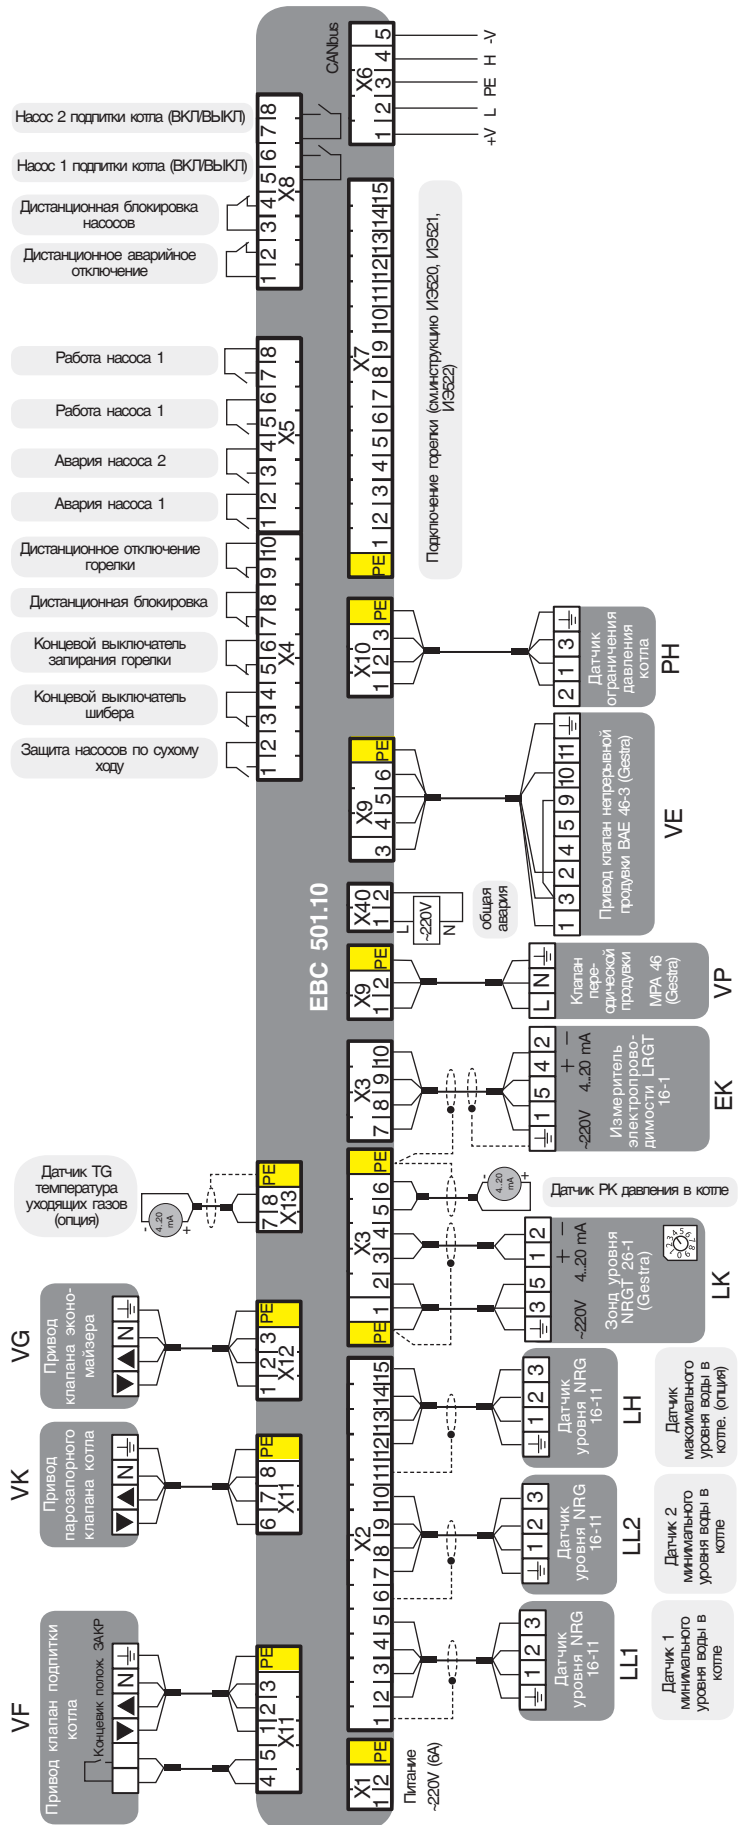 Насос 2 подпитки котла (ВКЛ/ВЫКЛ)
Насос 1 подпитки котла (ВКЛ/ВЫКЛ)
Дистанционная блокировка
насосов
Дистанционное аварийное
отключение
1 2 3 4 5 6 7 8
X8
CANbus
1 2 3 4 5
X6
+V L PE H -V
Работа насоса 1
Работа насоса 1
Авария насоса 2
Авария насоса 1
1 2 3 4 5 6 7 8
X5
Дистанционное отключение
горелки
Дистанционная блокировка
Концевой выключатель
запирания горелки
Концевой выключатель
шибера
Защита насосов по сухому
ходу
1 2 3 4 5 6 7 8 9 10
X4
X7
PE 1 2 3 4 5 6 7 8 9 10 11 12 13 14 15
Подключение горелки (см.инструкцию ИЭ520, ИЭ521,
ИЭ522)
X10
1 2 3 PE
2 1 3
Датчик
ограничения
давления
котла
PH
X9
3 4 5 6 PE
1 3 2 4 5 9 10 11
Привод клапан непрерывной
продувки BAE 46-3 (Gestra)
VE
EBC 501.10
X40
1 2
L ~220V N
общая
авария
X9
1 2 PE
L N
Клапан
пере-
одической
продувки
MPA 46
(Gestra)
VP
X3
7 8 9 10
1 5 4 2
+ −
~220V 4..20 mA
Измеритель
электропрово-
димости LRGT
16-1
EK
Датчик TG
температура
уходящих газов
(опция)
4..20
mA
- +
7 8 PE
X13
X3
PE 1 2 3 4 5 6 PE
4..20
mA
- +
Датчик РК давления в котле
3 5 1 2
+ −
~220V 4..20 mA
Зонд уровня
NRGT 26-1
(Gestra)
LK
VG
Привод
клапана эконо-
майзера
N
1 2 3 PE
X12
VK
Привод
парозапорного
клапана котла
N
6 7 8 PE
X11
VF
Привод клапан подпитки
котла
Концевик полож. ЗАКР
N
4 5 1 2 3 PE
X11
X2
1 2 3 4 5 6 7 8 9 10 11 12 13 14 15
1 2 3
Датчик
уровня NRG
16-11
LH
Датчик
максимального
уровня воды в
котле. (опция)
1 2 3
Датчик
уровня NRG
16-11
LL2
Датчик 2
минимального
уровня воды в
котле
1 2 3
Датчик
уровня NRG
16-11
LL1
Датчик 1
минимального
уровня воды в
котле
X1
1 2 PE
Питание
~220V (6A)